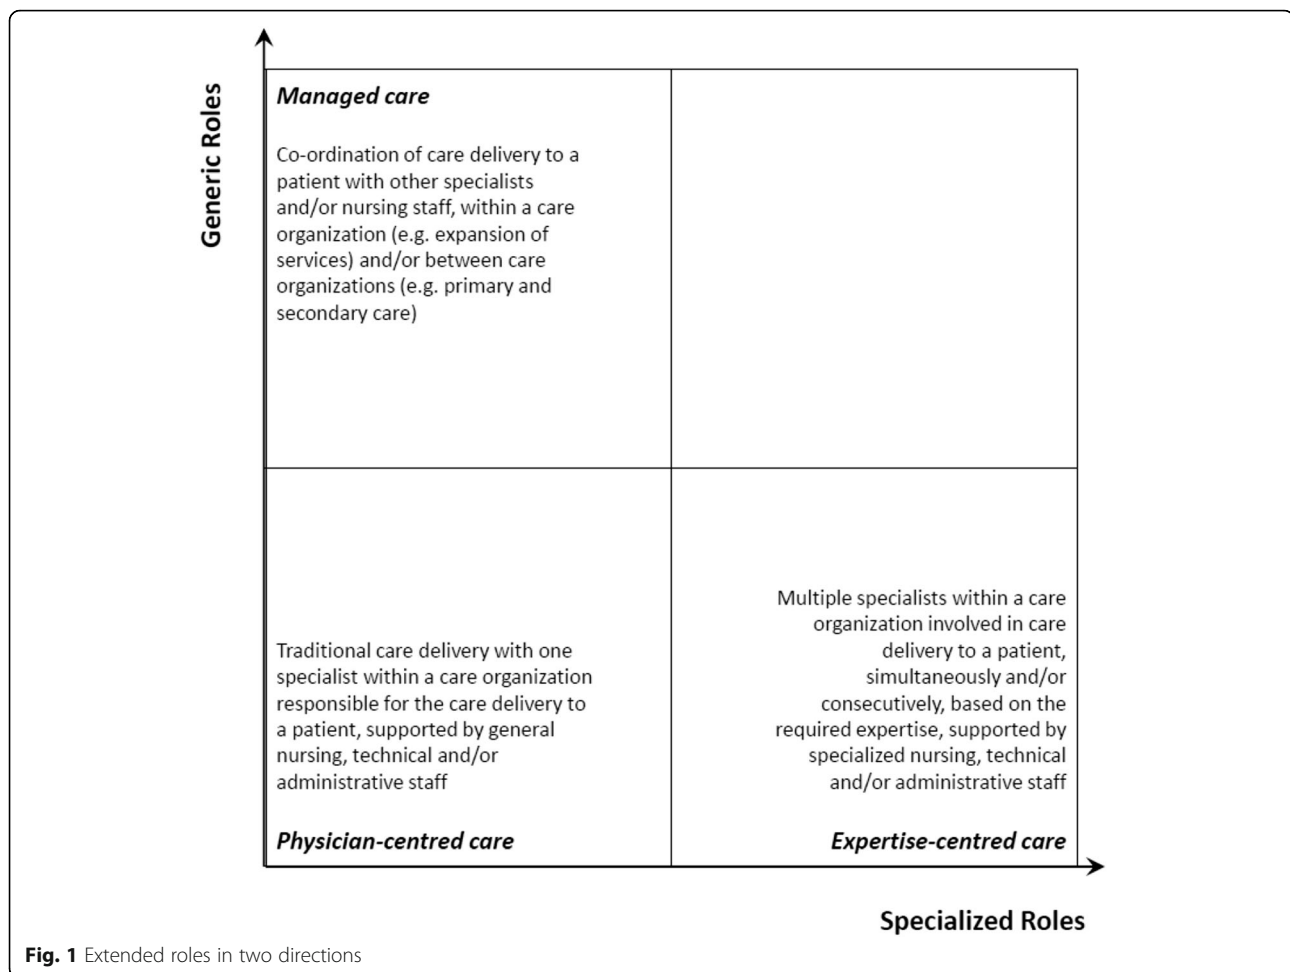 Generic Roles
Managed care
Co-ordination of care delivery to a
patient with other specialists
and/or nursing staff, within a care
organization (e.g. expansion of
services) and/or between care
organizations (e.g. primary and
secondary care)
Traditional care delivery with one
specialist within a care organization
responsible for the care delivery to
a patient, supported by general
nursing, technical and/or
administrative staff
Physician-centred care
Multiple specialists within a care
organization involved in care
delivery to a patient,
simultaneously and/or
consecutively, based on the
required expertise, supported by
specialized nursing, technical
and/or administrative staff
Expertise-centred care
Specialized Roles
Fig. 1 Extended roles in two directions